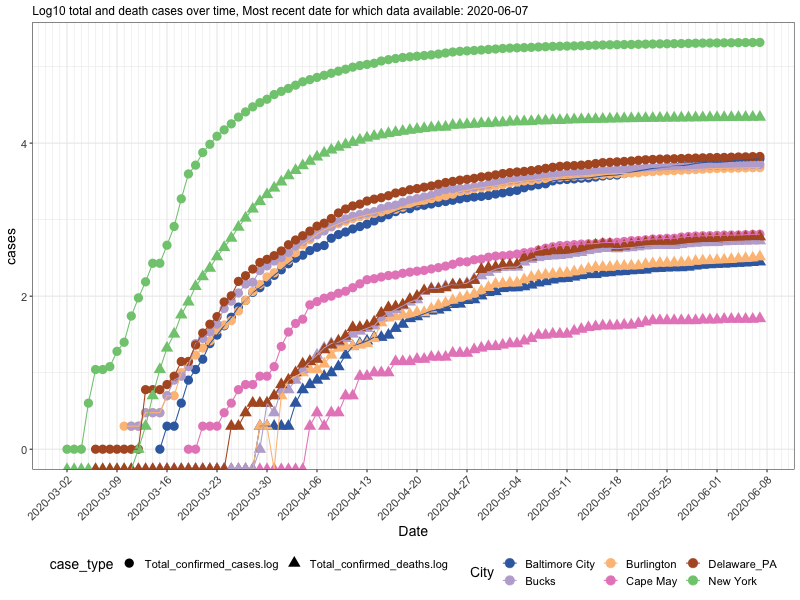 Log10 total and death cases over time, Most recent date for which data available: 2020-06-07
cases
4
2
0
2020-03-02 2020-03-09 2020-03-16 2020-03-23 2020-03-30 2020-04-06 2020-04-13 2020-04-20 2020-04-27 2020-05-04 2020-05-11 2020-05-18 2020-05-25 2020-06-01 2020-06-08
Date
case_type Total_confirmed_cases.log Total_confirmed_deaths.log
City Baltimore City Burlington Delaware_PA
Bucks Cape May New York